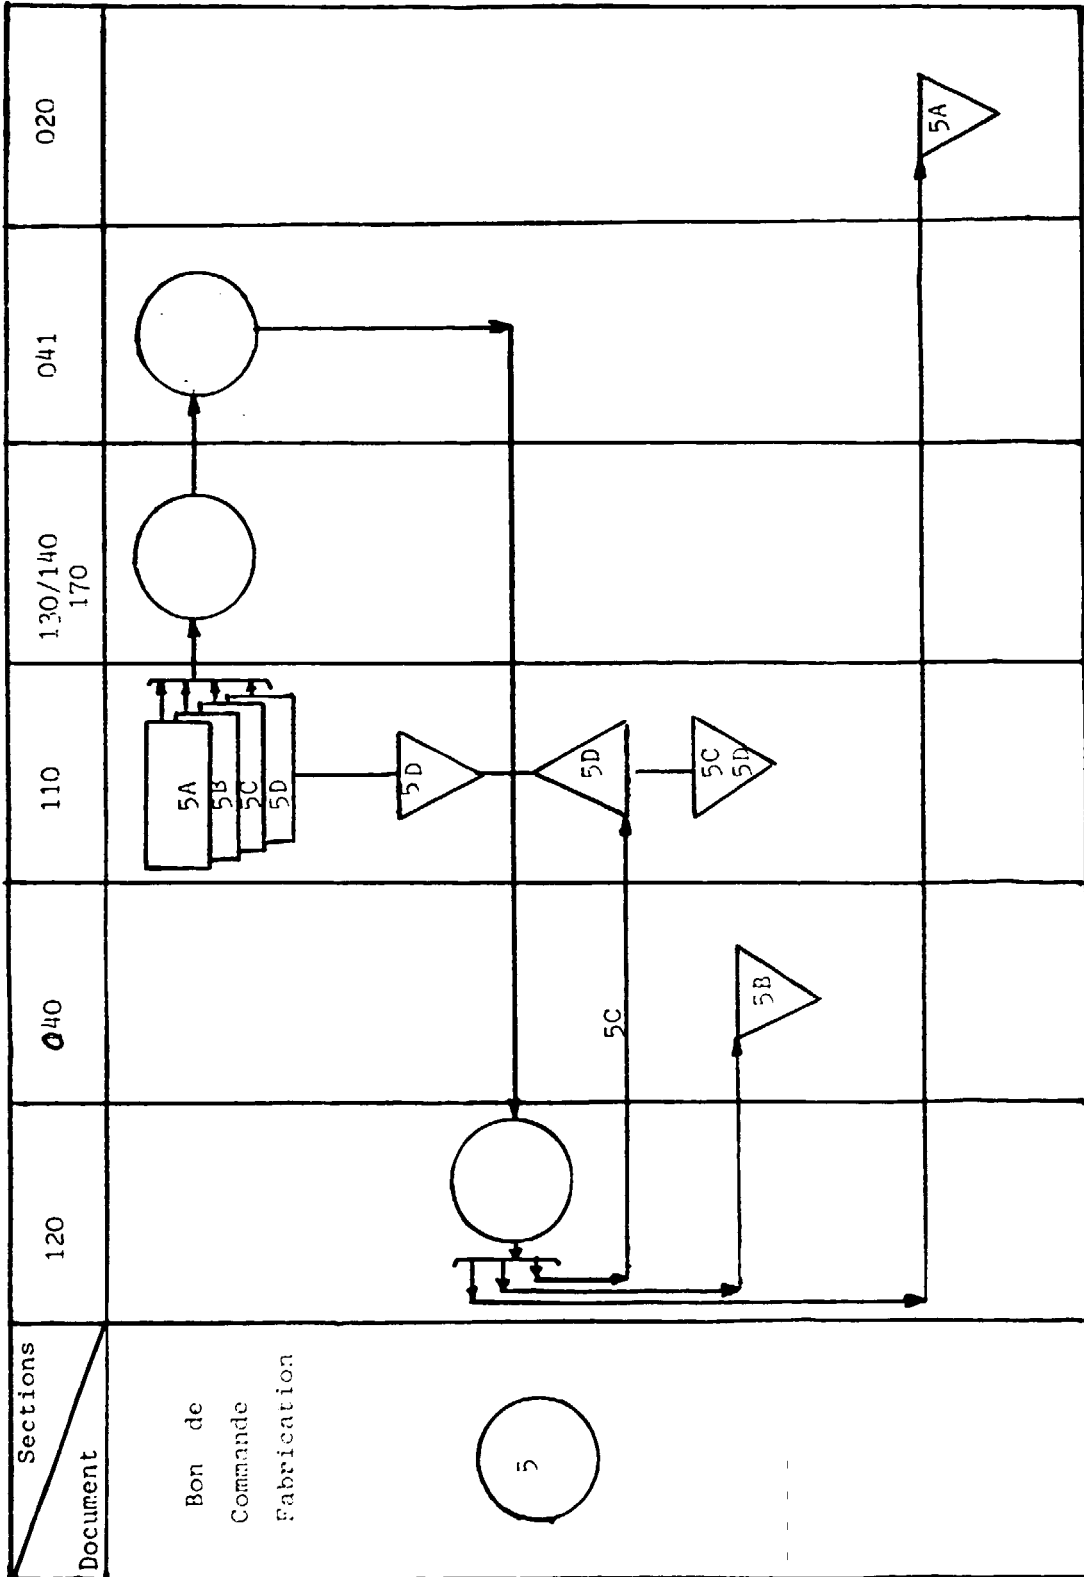 Sections
Document
120
040
110
130/140
170
041
020
Bon de
Commande
Fabrication
5
5A
5B
5C
5D
5D
5D
5C
5D
5C
5B
5A